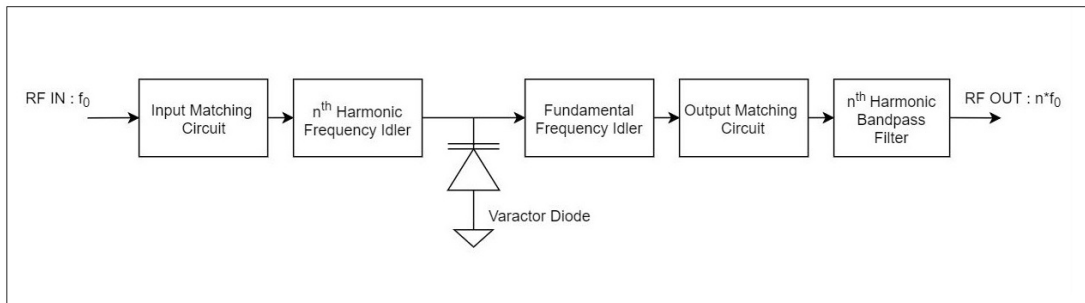 RF IN : f₀
Input Matching
Circuit
nᵗʰ Harmonic
Frequency Idler
Fundamental
Frequency Idler
Output Matching
Circuit
nᵗʰ Harmonic
Bandpass
Filter
RF OUT : n*f₀
Varactor Diode